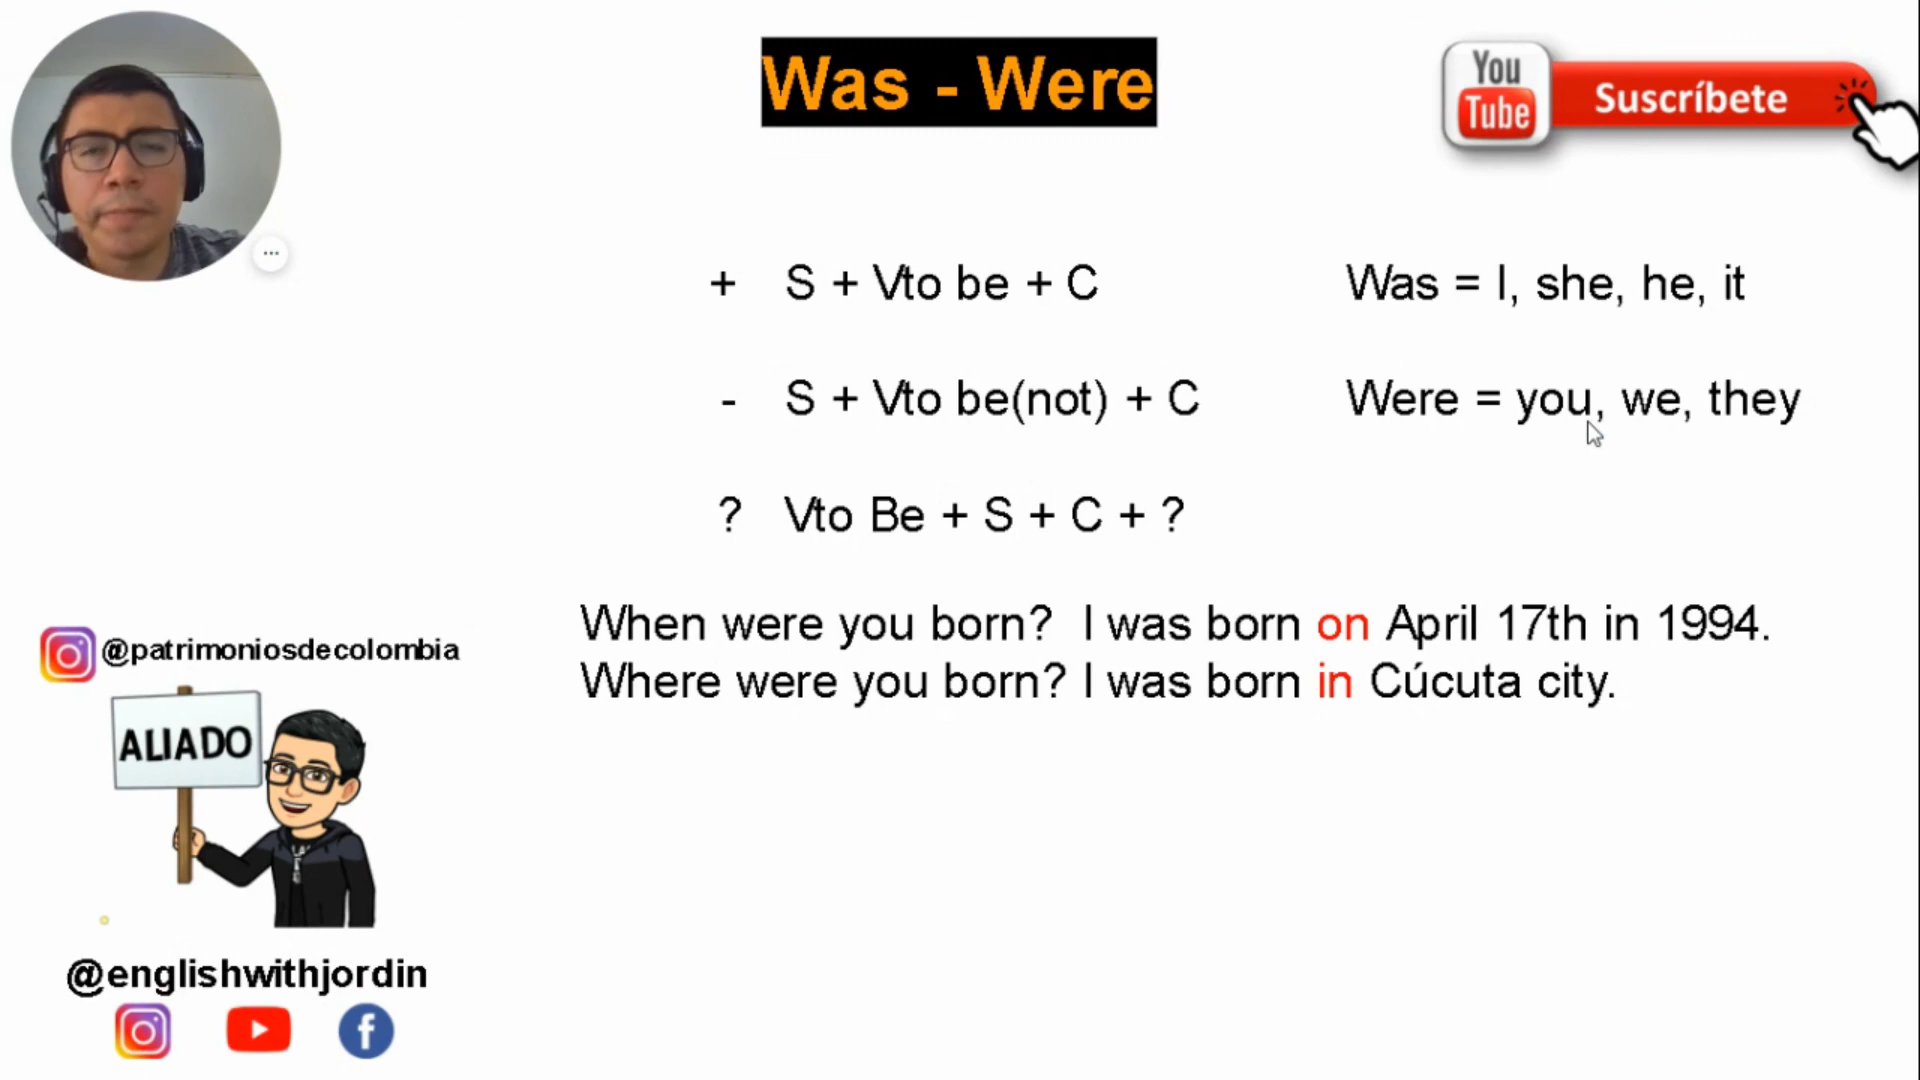 Was - Were
You
Tube
Suscríbete
+ S + Vto be + C
Was = I, she, he, it
- S + Vto be(not) + C
Were = you, we, they
? Vto Be + S + C + ?
When were you born? I was born on April 17th in 1994.
Where were you born? I was born in Cúcuta city.
@patrimoniosdecolombia
ALIADO
@englishwithjordin